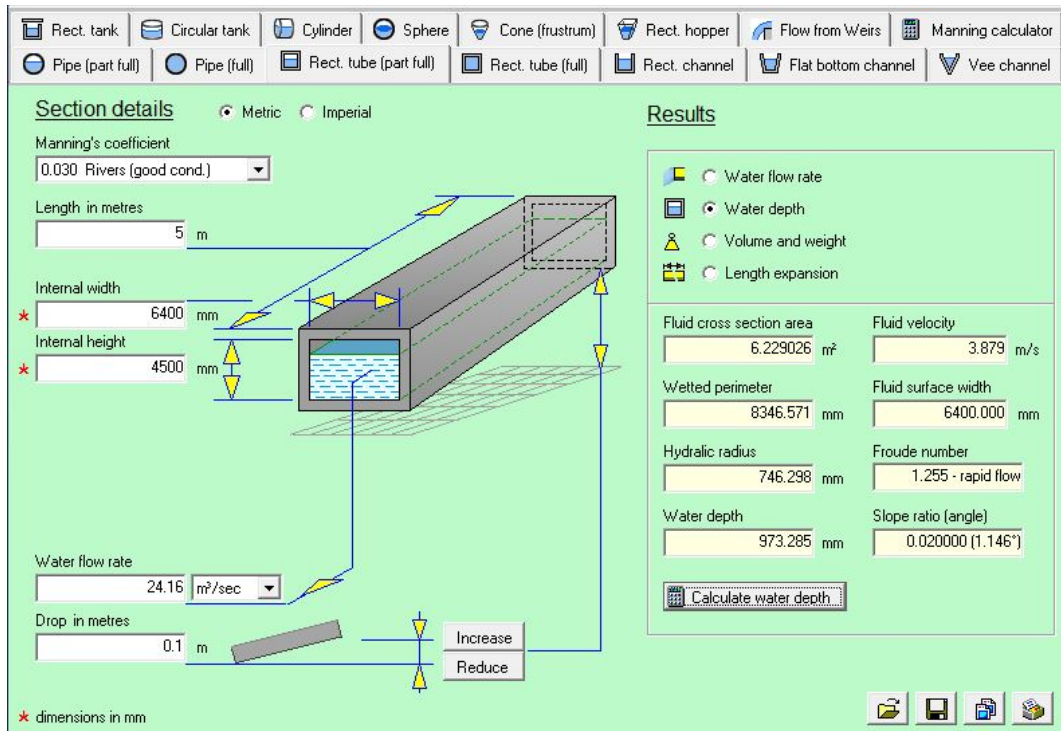 Rect. tank
Circular tank
Cylinder
Sphere
Cone (frustrum)
Rect. hopper
Flow from Weirs
Manning calculator
Pipe (part full)
Pipe (full)
Rect. tube (part full)
Rect. tube (full)
Rect. channel
Flat bottom channel
Vee channel
Section details
Metric
Imperial
Manning's coefficient
0.030 Rivers (good cond.)
Length in metres
5 m
Internal width
* 6400 mm
Internal height
* 4500 mm
Water flow rate
24.16 m³/sec
Drop in metres
0.1 m
Increase
Reduce
* dimensions in mm
Results
Water flow rate
Water depth
Volume and weight
Length expansion
Fluid cross section area
6.229026 m²
Fluid velocity
3.879 m/s
Wetted perimeter
8346.571 mm
Fluid surface width
6400.000 mm
Hydralic radius
746.298 mm
Froude number
1.255 - rapid flow
Water depth
973.285 mm
Slope ratio (angle)
0.020000 (1.146°)
Calculate water depth